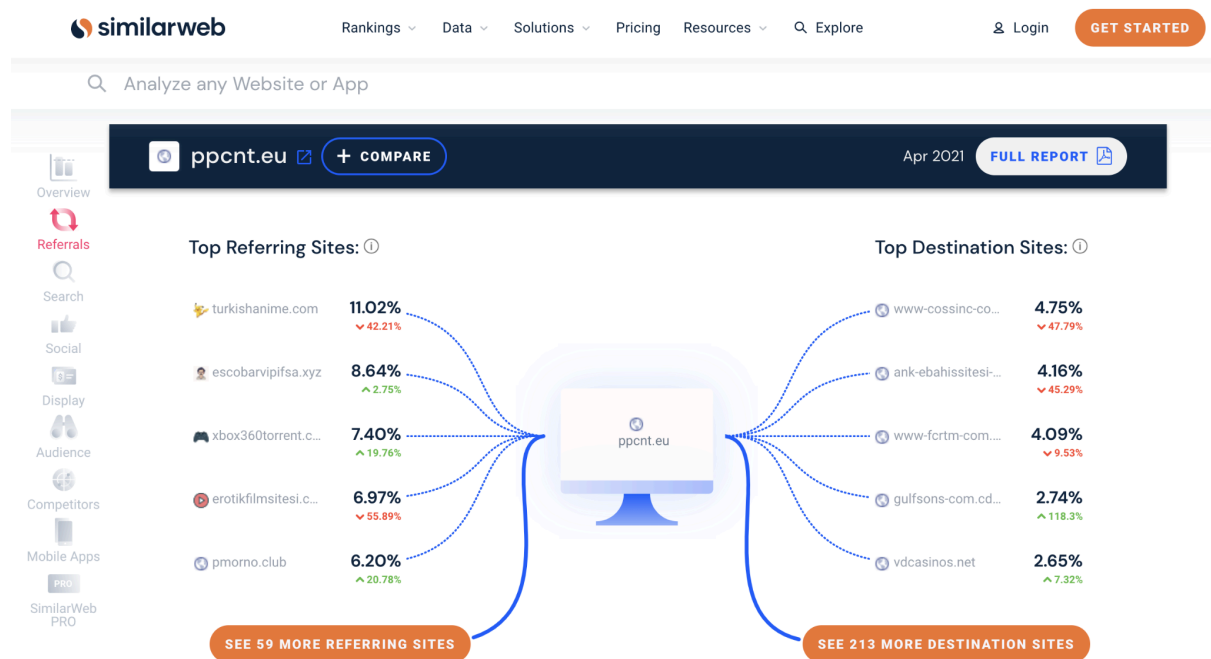 similarweb
Rankings Data Solutions Pricing Resources Explore Login GET STARTED
Analyze any Website or App
ppcnt.eu + COMPARE Apr 2021 FULL REPORT
Overview
Referrals
Search
Social
Display
Audience
Competitors
Mobile Apps
PRO
SimilarWeb
PRO
Top Referring Sites:
turkishanime.com 11.02%
42.21%
escobarvipifsa.xyz 8.64%
2.75%
xbox360torrent.c... 7.40%
19.76%
erotikfilmsitesi.c... 6.97%
55.89%
pmorno.club 6.20%
20.78%
SEE 59 MORE REFERRING SITES
ppcnt.eu
Top Destination Sites:
www-cossinc-co... 4.75%
47.79%
ank-ebahissitesi-... 4.16%
45.29%
www-fcrtm-com.... 4.09%
9.53%
gulfsons-com.cd... 2.74%
118.3%
vdcasinos.net 2.65%
7.32%
SEE 213 MORE DESTINATION SITES